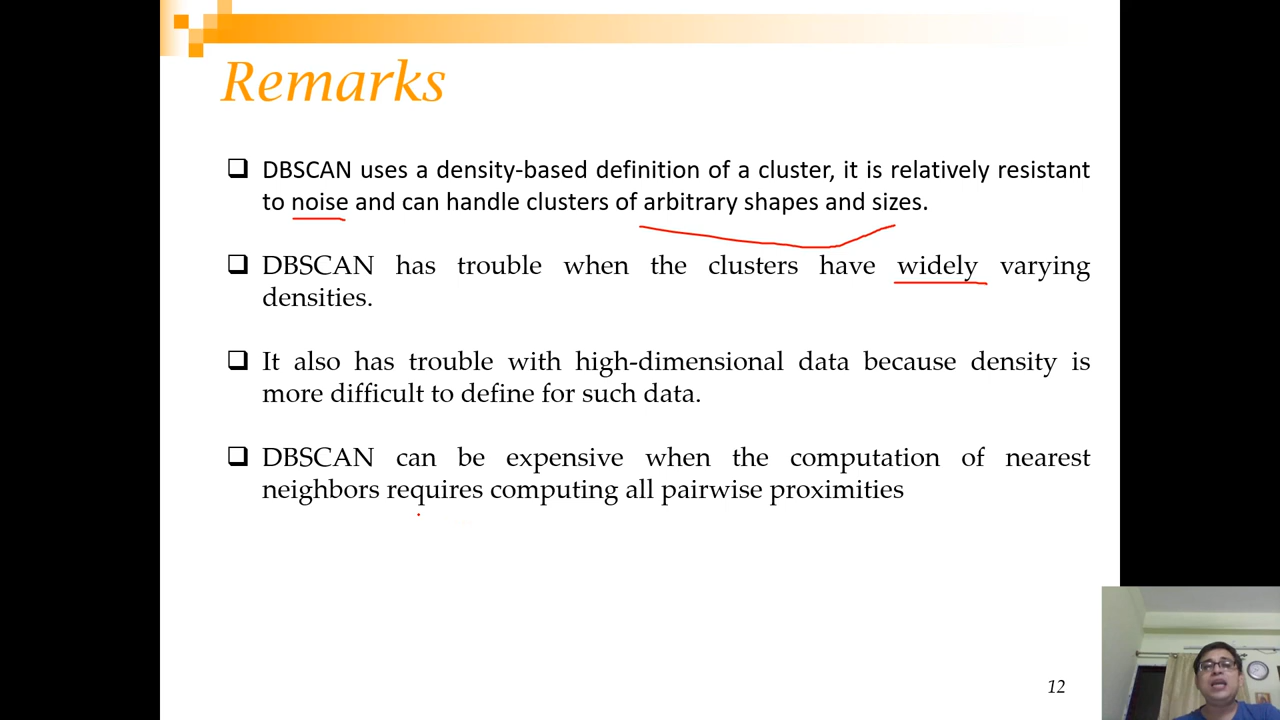 Remarks
DBSCAN uses a density-based definition of a cluster, it is relatively resistant
to noise and can handle clusters of arbitrary shapes and sizes.
DBSCAN has trouble when the clusters have widely varying
densities.
It also has trouble with high-dimensional data because density is
more difficult to define for such data.
DBSCAN can be expensive when the computation of nearest
neighbors requires computing all pairwise proximities
12